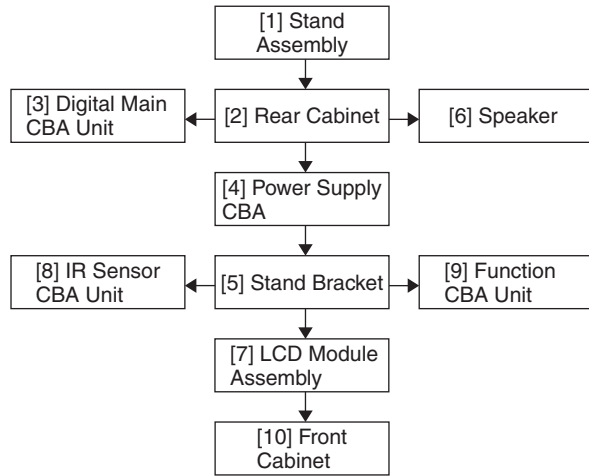 [1] Stand
Assembly
[3] Digital Main
CBA Unit
[2] Rear Cabinet
[6] Speaker
[4] Power Supply
CBA
[8] IR Sensor
CBA Unit
[5] Stand Bracket
[9] Function
CBA Unit
[7] LCD Module
Assembly
[10] Front
Cabinet